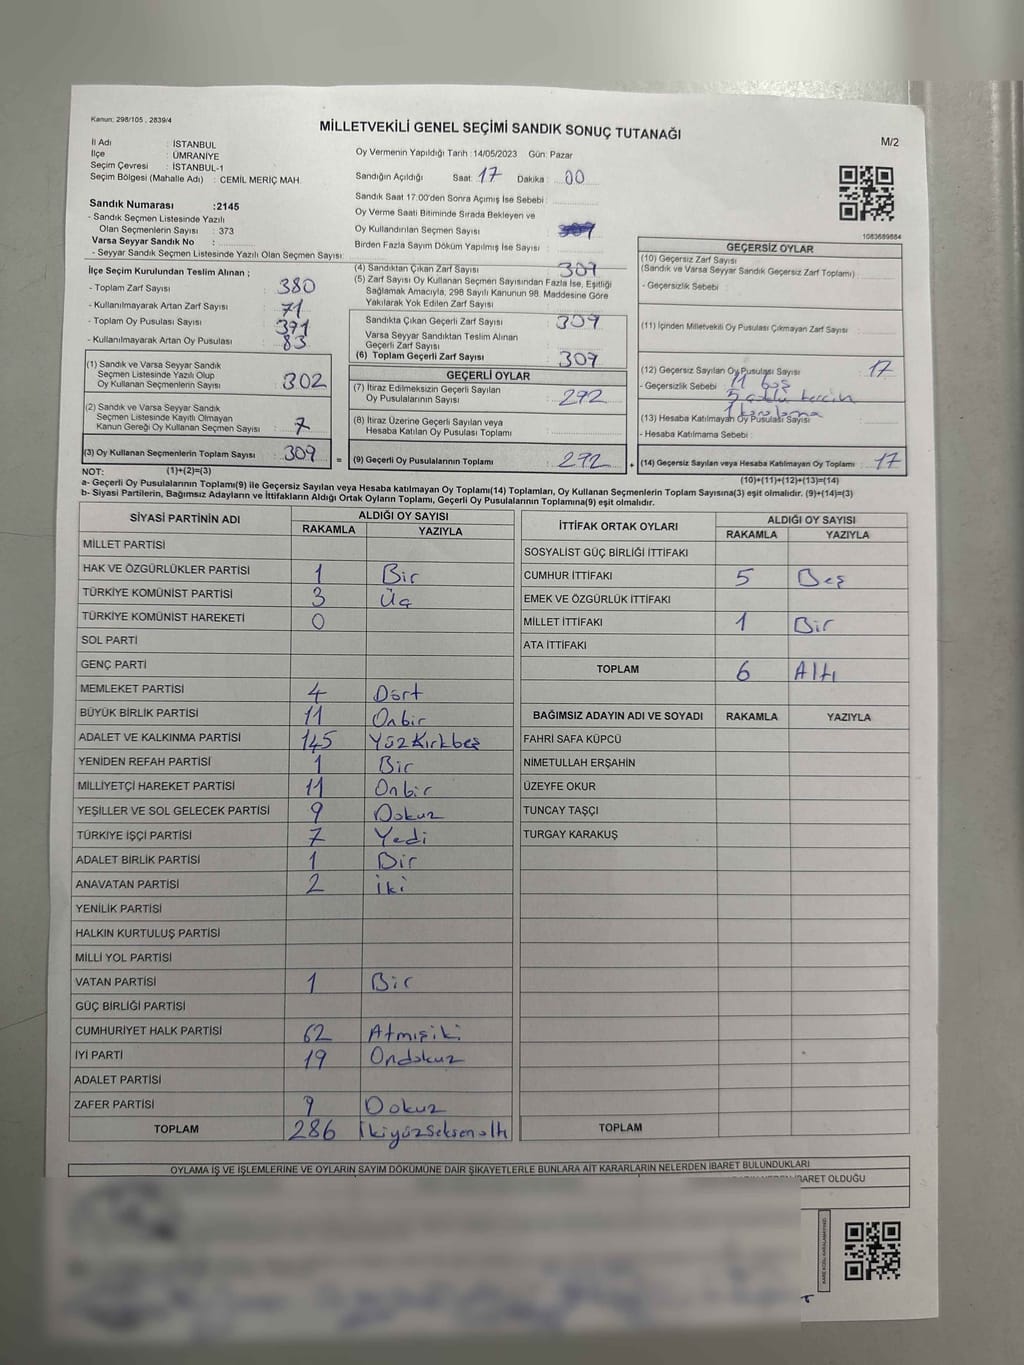 Kanun: 298/105 , 2839/4
MİLLETVEKİLİ GENEL SEÇİMİ SANDIK SONUÇ TUTANAĞI
M/2
İl Adı : İSTANBUL
İlçe : ÜMRANİYE
Seçim Çevresi : İSTANBUL-1
Seçim Bölgesi (Mahalle Adı) : CEMİL MERİÇ MAH.
Oy Vermenin Yapıldığı Tarih :14/05/2023 Gün: Pazar
Sandığın Açıldığı Saat: 17 Dakika : 00
Sandık Saat 17:00'den Sonra Açımış İse Sebebi :
Oy Verme Saati Bitiminde Sırada Bekleyen ve
Oy Kullandırılan Seçmen Sayısı :
Birden Fazla Sayım Döküm Yapılmış İse Sayısı :
Sandık Numarası :2145
- Sandık Seçmen Listesinde Yazılı
Olan Seçmenlerin Sayısı : 373
Varsa Seyyar Sandık No :
- Seyyar Sandık Seçmen Listesinde Yazılı Olan Seçmen Sayısı:
İlçe Seçim Kurulundan Teslim Alınan ;
- Toplam Zarf Sayısı : 380
- Kullanılmayarak Artan Zarf Sayısı : 71
- Toplam Oy Pusulası Sayısı : 391
- Kullanılmayarak Artan Oy Pusulası : 83
(1) Sandık ve Varsa Seyyar Sandık
Seçmen Listesinde Yazılı Olup
Oy Kullanan Seçmenlerin Sayısı : 302
(2) Sandık ve Varsa Seyyar Sandık
Seçmen Listesinde Kayıtlı Olmayan
Kanun Gereği Oy Kullanan Seçmen Sayısı : 7
(3) Oy Kullanan Seçmenlerin Toplam Sayısı : 309
(4) Sandıktan Çıkan Zarf Sayısı : 309
(5) Zarf Sayısı Oy Kullanan Seçmen Sayısından Fazla İse, Eşitliği
Sağlamak Amacıyla, 298 Sayılı Kanunun 98. Maddesine Göre
Yakılarak Yok Edilen Zarf Sayısı :
Sandıkta Çıkan Geçerli Zarf Sayısı : 309
Varsa Seyyar Sandıktan Teslim Alınan
Geçerli Zarf Sayısı :
(6) Toplam Geçerli Zarf Sayısı : 309
GEÇERLİ OYLAR
(7) İtiraz Edilmeksizin Geçerli Sayılan
Oy Pusulalarının Sayısı : 292
(8) İtiraz Üzerine Geçerli Sayılan veya
Hesaba Katılan Oy Pusulası Toplamı :
= (9) Geçerli Oy Pusulalarının Toplamı : 292
1083689884
GEÇERSİZ OYLAR
(10) Geçersiz Zarf Sayısı
(Sandık ve Varsa Seyyar Sandık Geçersiz Zarf Toplamı) :
- Geçersizlik Sebebi :
(11) İçinden Milletvekili Oy Pusulası Çıkmayan Zarf Sayısı :
(12) Geçersiz Sayılan Oy Pusulası Sayısı : 17
- Geçersizlik Sebebi : 11 boş
5 çoklu tercih
1 karalama
(13) Hesaba Katılmayan Oy Pusulası Sayısı :
- Hesaba Katılmama Sebebi :
+ (14) Geçersiz Sayılan veya Hesaba Katılmayan Oy Toplamı : 17
NOT: (1)+(2)=(3)
(10)+(11)+(12)+(13)=(14)
a- Geçerli Oy Pusulalarının Toplamı(9) ile Geçersiz Sayılan veya Hesaba katılmayan Oy Toplamı(14) Toplamları, Oy Kullanan Seçmenlerin Toplam Sayısına(3) eşit olmalıdır. (9)+(14)=(3)
b- Siyasi Partilerin, Bağımsız Adayların ve İttifakların Aldığı Ortak Oyların Toplamı, Geçerli Oy Pusulalarının Toplamına(9) eşit olmalıdır.
SİYASİ PARTİNİN ADI ALDIĞI OY SAYISI
RAKAMLA YAZIYLA
MİLLET PARTİSİ
HAK VE ÖZGÜRLÜKLER PARTİSİ 1 Bir
TÜRKİYE KOMÜNİST PARTİSİ 3 Üç
TÜRKİYE KOMÜNİST HAREKETİ 0
SOL PARTİ
GENÇ PARTİ
MEMLEKET PARTİSİ 4 Dört
BÜYÜK BİRLİK PARTİSİ 11 Onbir
ADALET VE KALKINMA PARTİSİ 145 YüzKırkbeş
YENİDEN REFAH PARTİSİ 1 Bir
MİLLİYETÇİ HAREKET PARTİSİ 11 Onbir
YEŞİLLER VE SOL GELECEK PARTİSİ 9 Dokuz
TÜRKİYE İŞÇİ PARTİSİ 7 Yedi
ADALET BİRLİK PARTİSİ 1 Bir
ANAVATAN PARTİSİ 2 iki
YENİLİK PARTİSİ
HALKIN KURTULUŞ PARTİSİ
MİLLİ YOL PARTİSİ
VATAN PARTİSİ 1 Bir
GÜÇ BİRLİĞİ PARTİSİ
CUMHURİYET HALK PARTİSİ 62 Atmışiki
İYİ PARTİ 19 Ondokuz
ADALET PARTİSİ
ZAFER PARTİSİ 9 Dokuz
TOPLAM 286 İkiyüzSeksenaltı
İTTİFAK ORTAK OYLARI ALDIĞI OY SAYISI
RAKAMLA YAZIYLA
SOSYALİST GÜÇ BİRLİĞİ İTTİFAKI
CUMHUR İTTİFAKI 5 Beş
EMEK VE ÖZGÜRLÜK İTTİFAKI
MİLLET İTTİFAKI 1 Bir
ATA İTTİFAKI
TOPLAM 6 Altı
BAĞIMSIZ ADAYIN ADI VE SOYADI RAKAMLA YAZIYLA
FAHRİ SAFA KÜPCÜ
NİMETULLAH ERŞAHİN
ÜZEYFE OKUR
TUNCAY TAŞÇI
TURGAY KARAKUŞ
TOPLAM
OYLAMA İŞ VE İŞLEMLERİNE VE OYLARIN SAYIM DÖKÜMÜNE DAİR ŞİKAYETLERLE BUNLARA AİT KARARLARIN NELERDEN İBARET BULUNDUKLARI
İBARET OLDUĞU